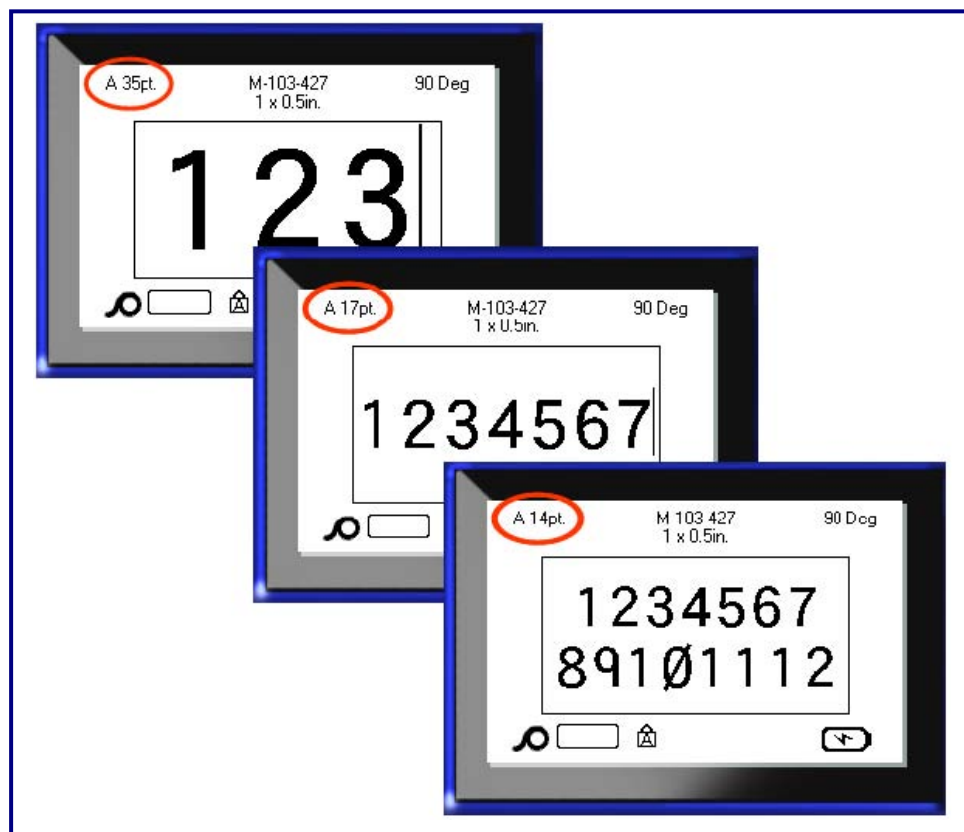 A 35pt. M-103-427 90 Deg
1 x 0.5in.
123
A
A 17pt. M-103-427 90 Deg
1 x 0.5in.
1234567
A 14pt. M 103 427 90 Deg
1 x 0.5in.
1234567
891Ø1112
A